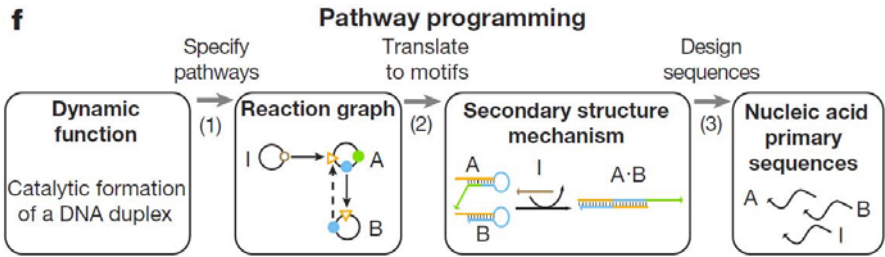 f
Pathway programming
Specify
pathways
(1)
Translate
to motifs
(2)
Design
sequences
(3)
Dynamic
function
Catalytic formation
of a DNA duplex
Reaction graph
I
A
B
Secondary structure
mechanism
A
I
A·B
B
Nucleic acid
primary
sequences
A
B
I